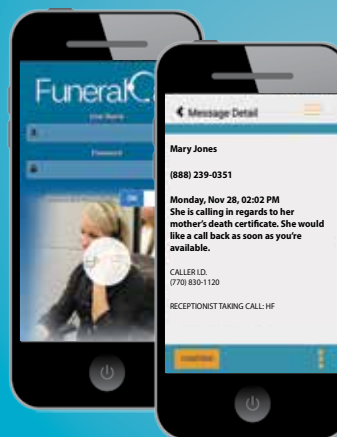 FuneralC
User Name
Password
ON
Message Detail
Mary Jones
(888) 239-0351
Monday, Nov 28, 02:02 PM
She is calling in regards to her
mother's death certificate. She would
like a call back as soon as you're
available.
CALLER I.D.
(770) 830-1120
RECEPTIONIST TAKING CALL: HF